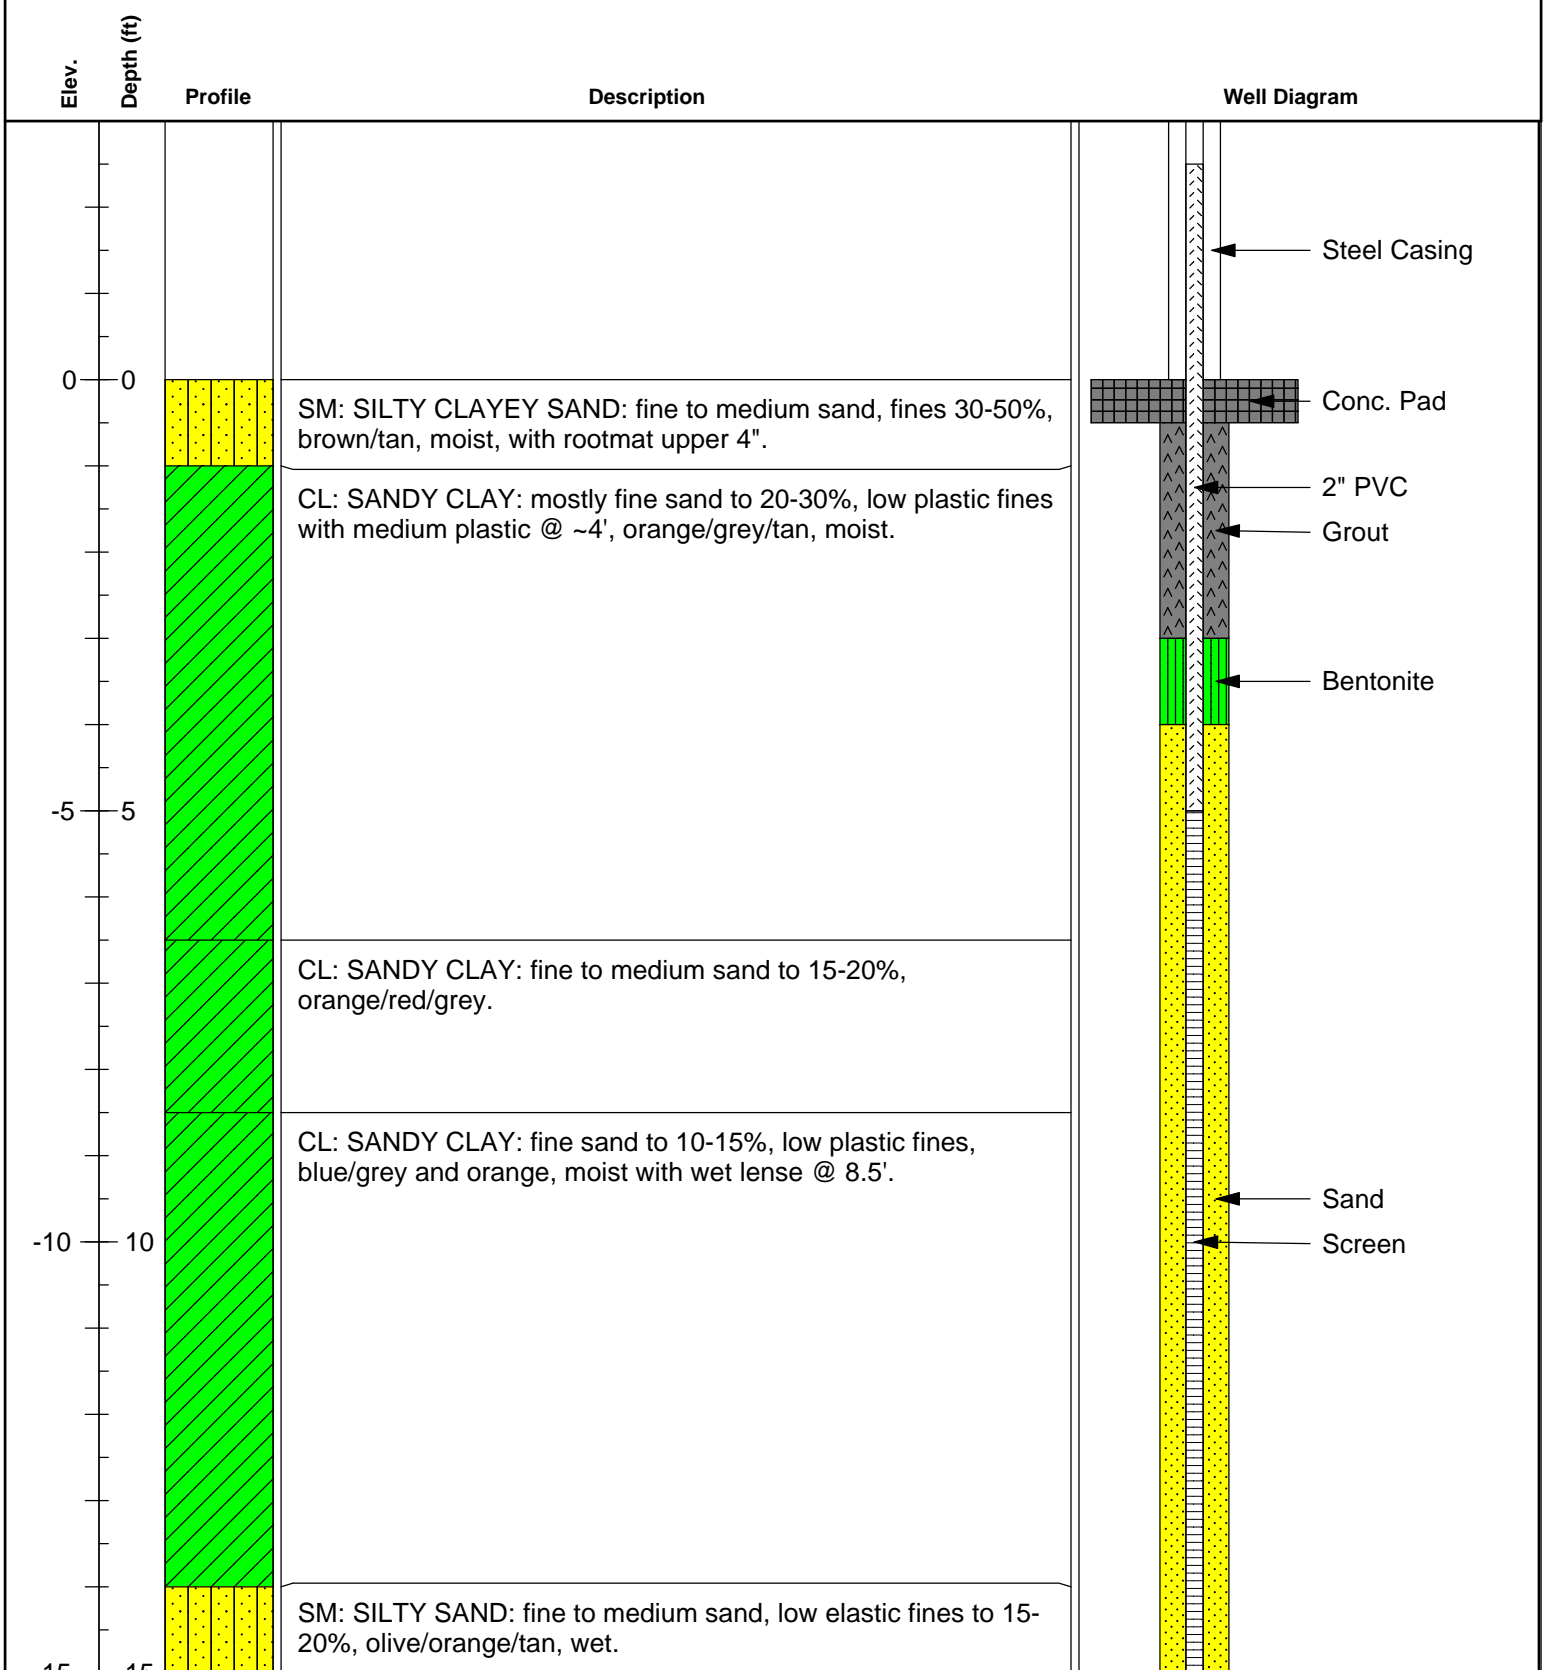 Elev.
Depth (ft)
Profile
Description
Well Diagram
Steel Casing
0
0
SM: SILTY CLAYEY SAND: fine to medium sand, fines 30-50%,
brown/tan, moist, with rootmat upper 4".
Conc. Pad
CL: SANDY CLAY: mostly fine sand to 20-30%, low plastic fines
with medium plastic @ ~4', orange/grey/tan, moist.
2" PVC
Grout
Bentonite
-5
5
CL: SANDY CLAY: fine to medium sand to 15-20%,
orange/red/grey.
CL: SANDY CLAY: fine sand to 10-15%, low plastic fines,
blue/grey and orange, moist with wet lense @ 8.5'.
Sand
-10
10
Screen
SM: SILTY SAND: fine to medium sand, low elastic fines to 15-
20%, olive/orange/tan, wet.